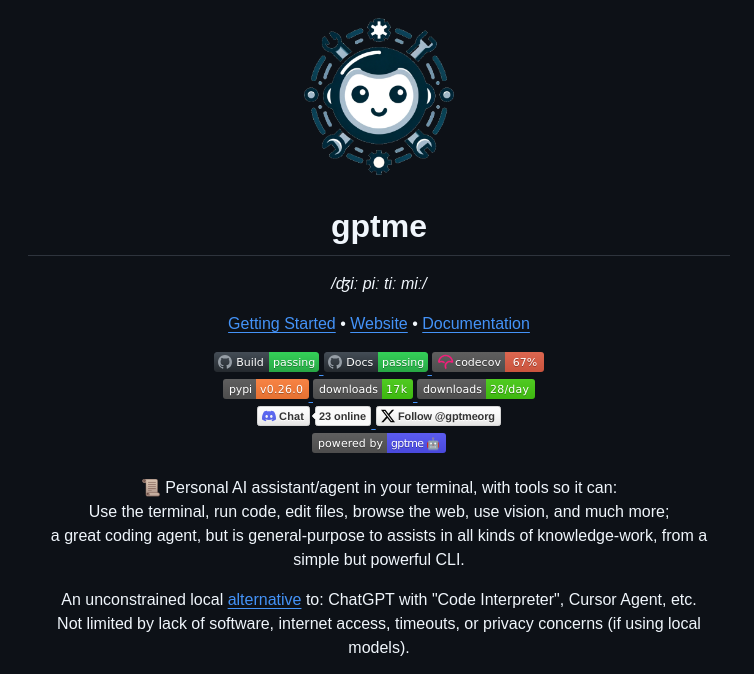 gptme
/ʤiː piː tiː miː/
Getting Started • Website • Documentation
Build passing Docs passing codecov 67%
pypi v0.26.0 downloads 17k downloads 28/day
Chat 23 online Follow @gptmeorg
powered by gptme 🤖
📜 Personal AI assistant/agent in your terminal, with tools so it can:
Use the terminal, run code, edit files, browse the web, use vision, and much more;
a great coding agent, but is general-purpose to assists in all kinds of knowledge-work, from a
simple but powerful CLI.
An unconstrained local alternative to: ChatGPT with "Code Interpreter", Cursor Agent, etc.
Not limited by lack of software, internet access, timeouts, or privacy concerns (if using local
models).